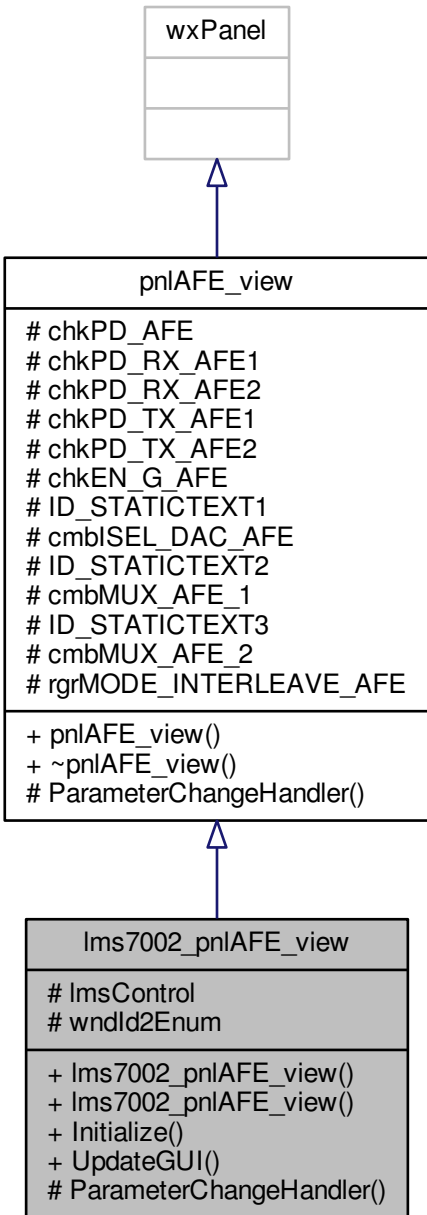 wxPanel
pnlAFE_view
# chkPD_AFE
# chkPD_RX_AFE1
# chkPD_RX_AFE2
# chkPD_TX_AFE1
# chkPD_TX_AFE2
# chkEN_G_AFE
# ID_STATICTEXT1
# cmbISEL_DAC_AFE
# ID_STATICTEXT2
# cmbMUX_AFE_1
# ID_STATICTEXT3
# cmbMUX_AFE_2
# rgrMODE_INTERLEAVE_AFE
+ pnlAFE_view()
+ ~pnlAFE_view()
# ParameterChangeHandler()
lms7002_pnlAFE_view
# lmsControl
# wndId2Enum
+ lms7002_pnlAFE_view()
+ lms7002_pnlAFE_view()
+ Initialize()
+ UpdateGUI()
# ParameterChangeHandler()